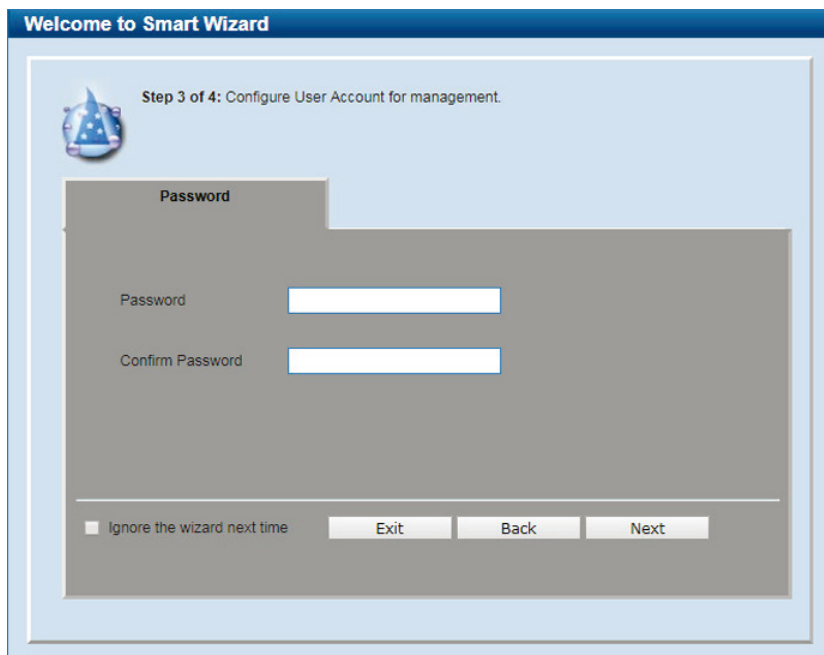 Welcome to Smart Wizard
Step 3 of 4: Configure User Account for management.
Password
Password
Confirm Password
Ignore the wizard next time
Exit
Back
Next